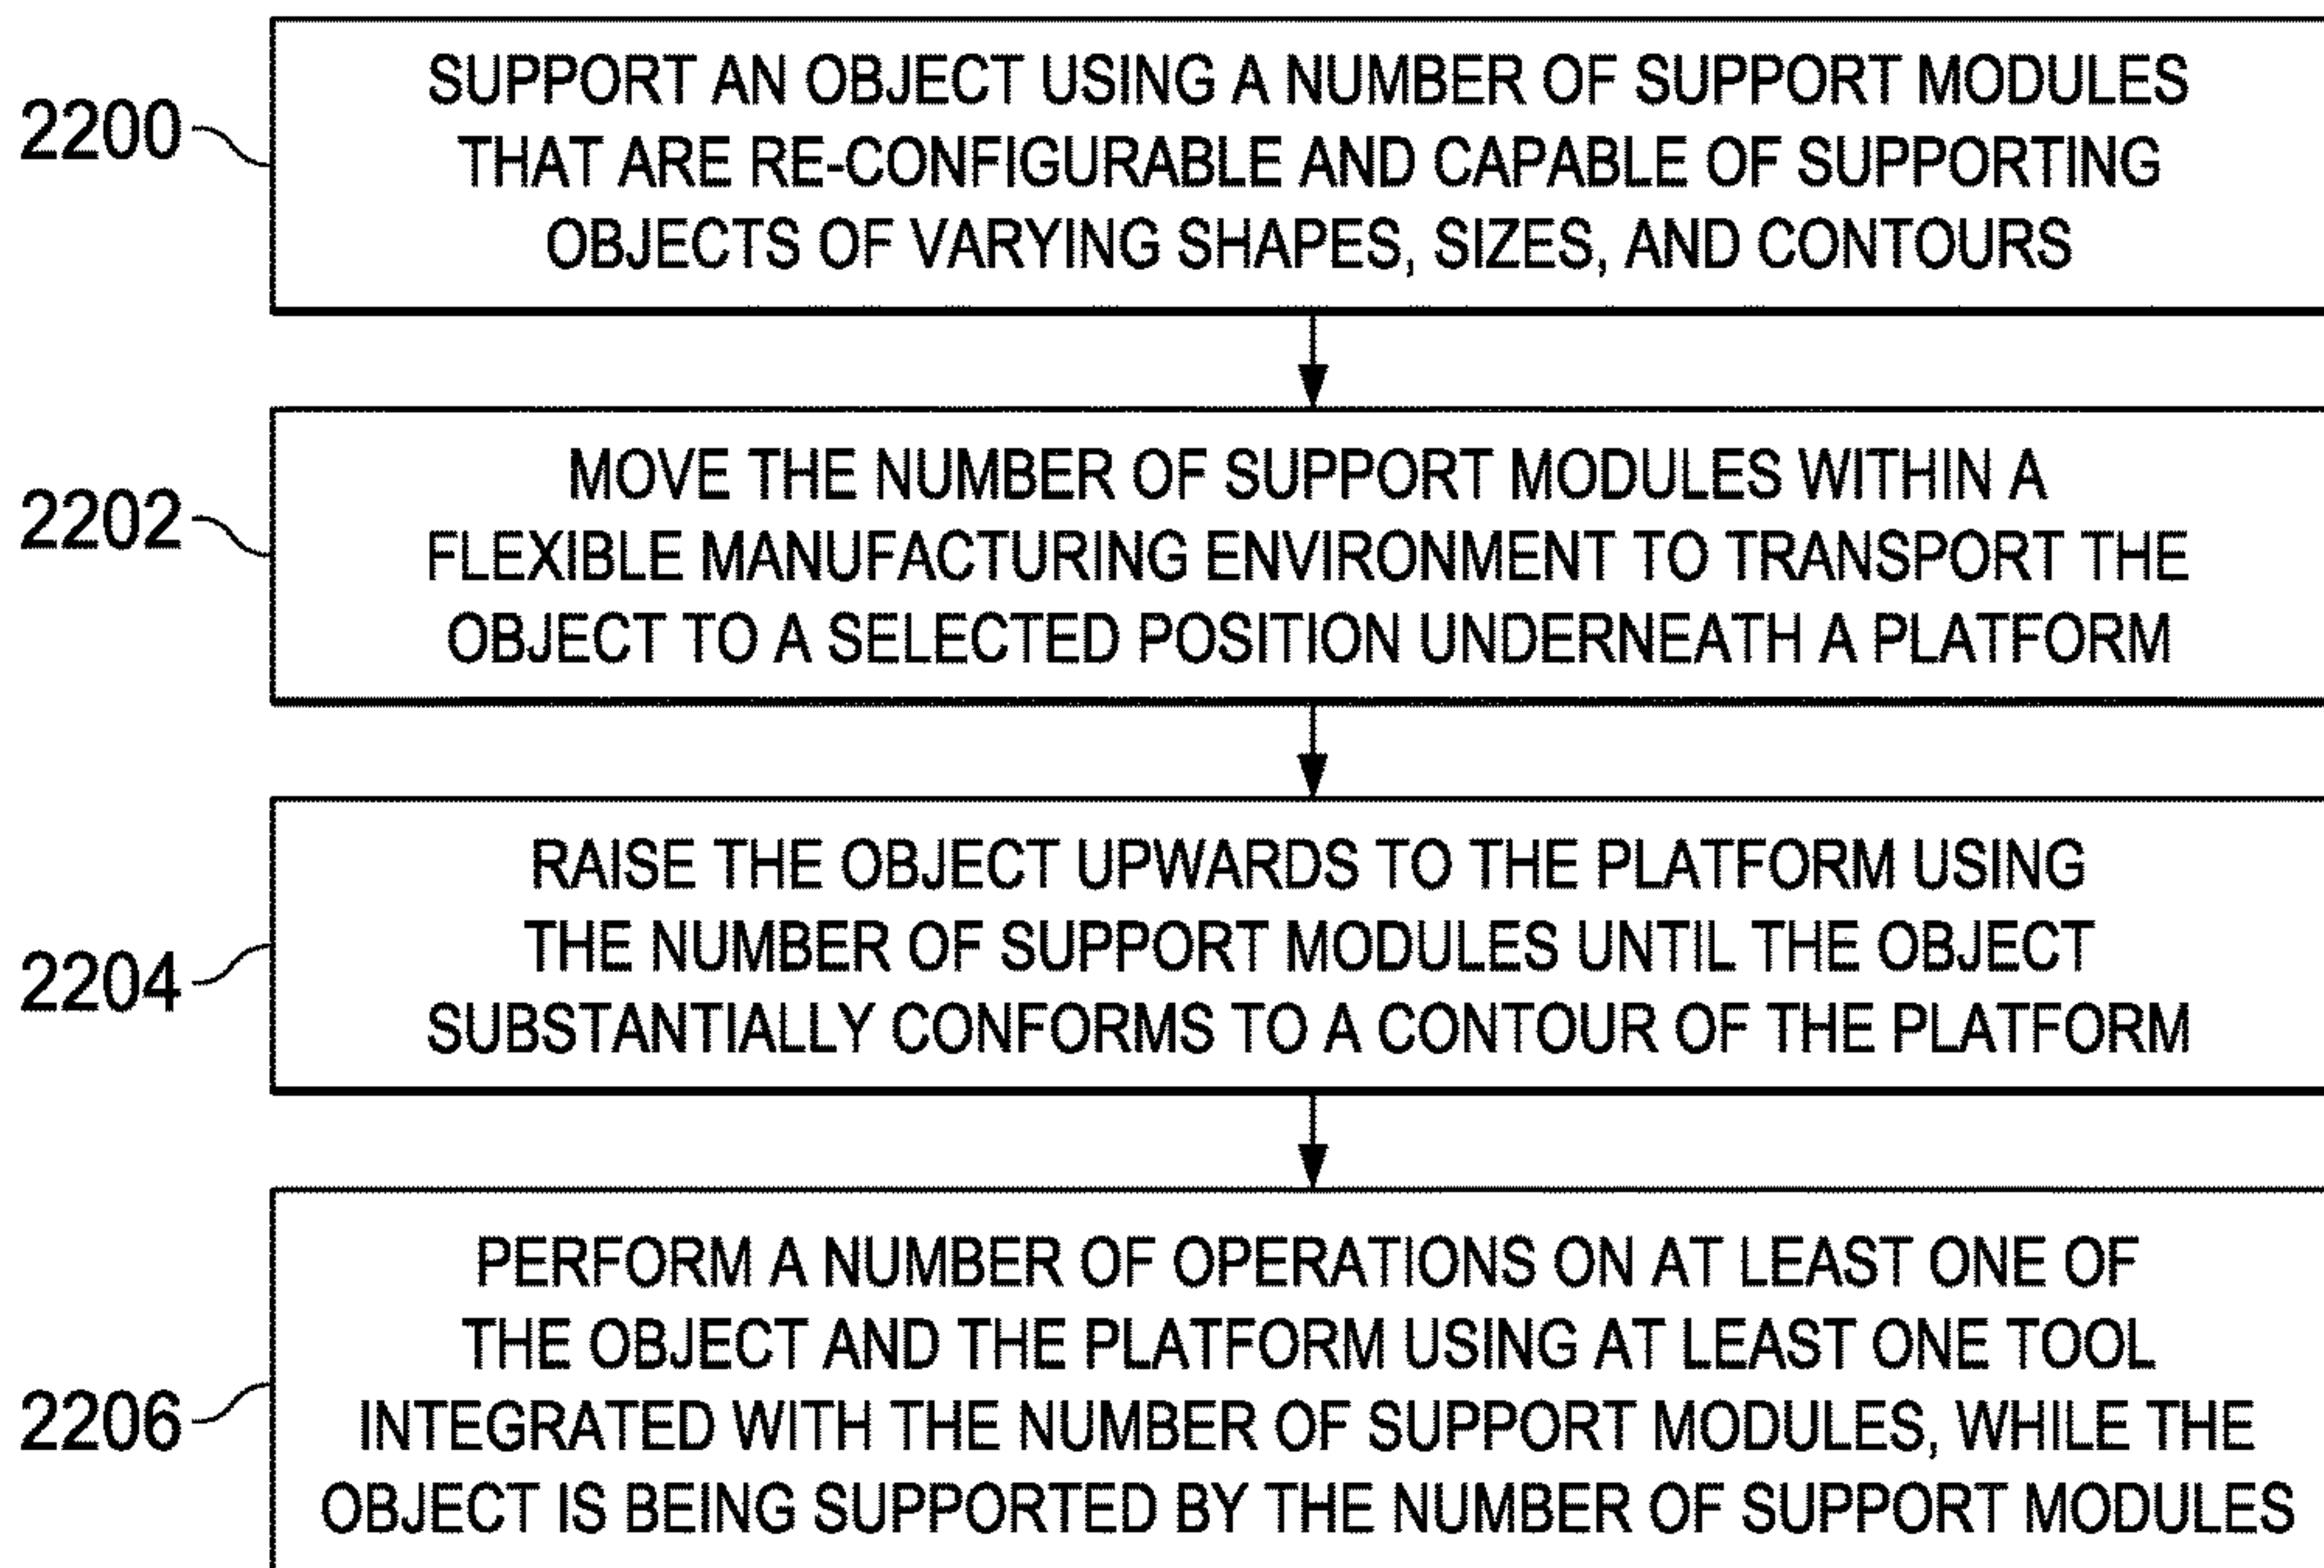 2200
SUPPORT AN OBJECT USING A NUMBER OF SUPPORT MODULES
THAT ARE RE-CONFIGURABLE AND CAPABLE OF SUPPORTING
OBJECTS OF VARYING SHAPES, SIZES, AND CONTOURS
2202
MOVE THE NUMBER OF SUPPORT MODULES WITHIN A
FLEXIBLE MANUFACTURING ENVIRONMENT TO TRANSPORT THE
OBJECT TO A SELECTED POSITION UNDERNEATH A PLATFORM
2204
RAISE THE OBJECT UPWARDS TO THE PLATFORM USING
THE NUMBER OF SUPPORT MODULES UNTIL THE OBJECT
SUBSTANTIALLY CONFORMS TO A CONTOUR OF THE PLATFORM
2206
PERFORM A NUMBER OF OPERATIONS ON AT LEAST ONE OF
THE OBJECT AND THE PLATFORM USING AT LEAST ONE TOOL
INTEGRATED WITH THE NUMBER OF SUPPORT MODULES, WHILE THE
OBJECT IS BEING SUPPORTED BY THE NUMBER OF SUPPORT MODULES